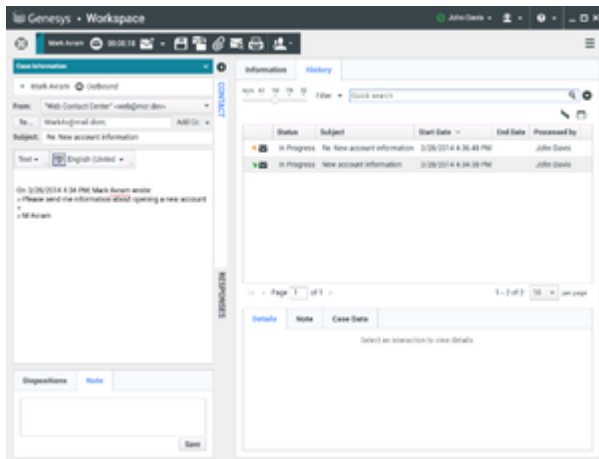 Genesys • Workspace
John Davis
Mark Avram 00:00:18
Case Information
Mark Avram Outbound
From: "Web Contact Center" <web@mcr.dev>
To...
Add Cc
Subject: Re: New account information
Text English (United
On 3/28/2014 4:34 PM, Mark Avram wrote:
> Please send me information about opening a new account
>
> M Avram
Dispositions Note
Save
CONTACT
RESPONSES
Information History
Filter Quick search
Status Subject Start Date End Date Processed by
In Progress Re: New account information 3/28/2014 4:36:48 PM John Davis
In Progress New account information 3/28/2014 4:34:38 PM John Davis
Page 1 of 1 1 - 2 of 2 10 per page
Details Note Case Data
Select an interaction to view details